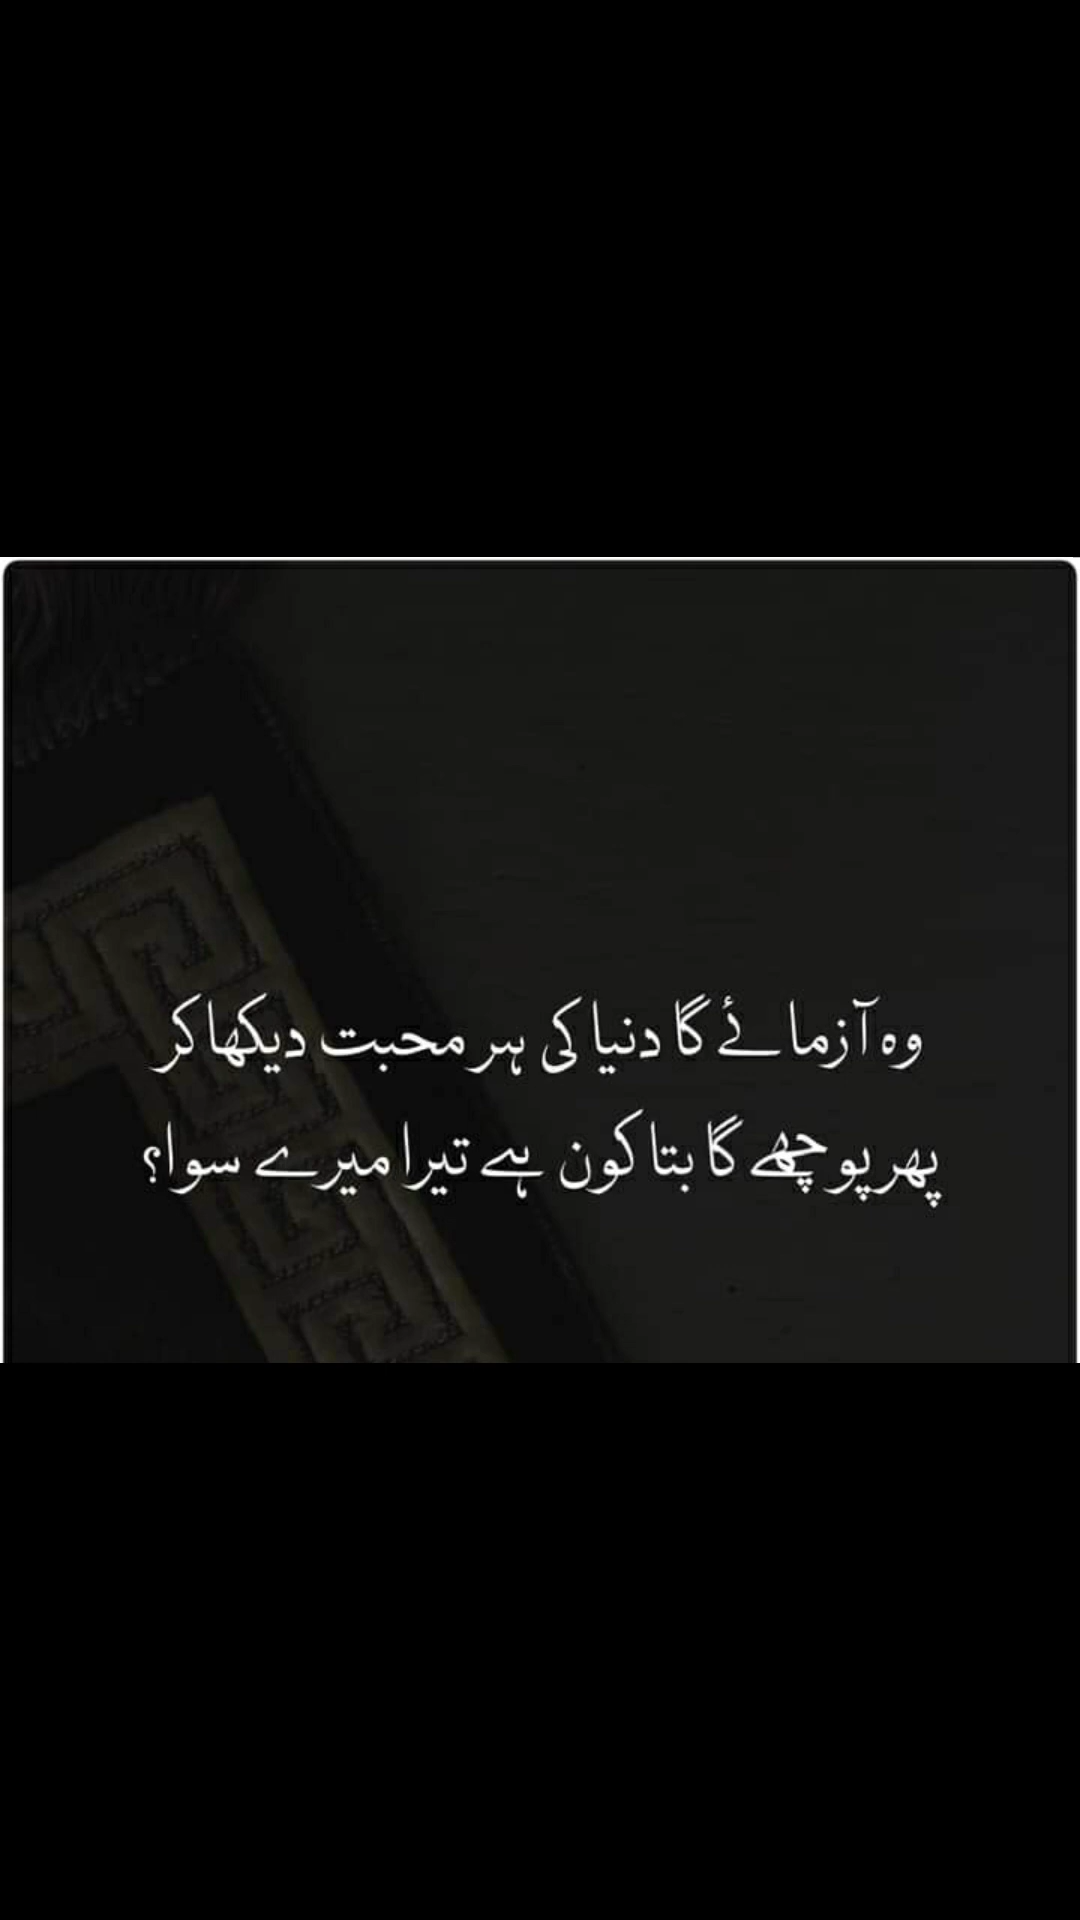 وہ آزمائے گا دنیا کی ہر محبت دیکھا کر
پھر پوچھے گا بتا کون ہے تیرا میرے سوا؟